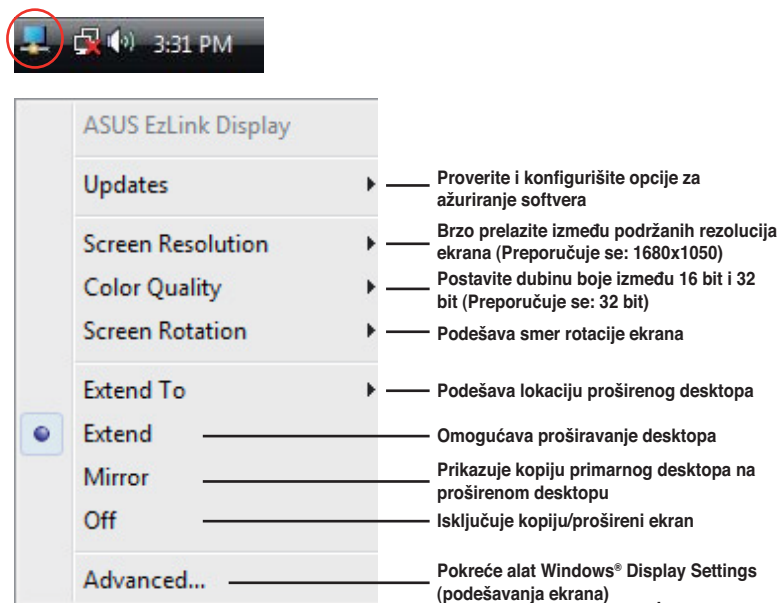 3:31 PM
ASUS EzLink Display
Updates
Proverite i konfigurišite opcije za
ažuriranje softvera
Screen Resolution
Brzo prelazite između podržanih rezolucija
ekrana (Preporučuje se: 1680x1050)
Color Quality
Postavite dubinu boje između 16 bit i 32
bit (Preporučuje se: 32 bit)
Screen Rotation
Podešava smer rotacije ekrana
Extend To
Podešava lokaciju proširenog desktopa
Extend
Omogućava proširavanje desktopa
Mirror
Prikazuje kopiju primarnog desktopa na
proširenom desktopu
Off
Isključuje kopiju/prošireni ekran
Advanced...
Pokreće alat Windows® Display Settings
(podešavanja ekrana)